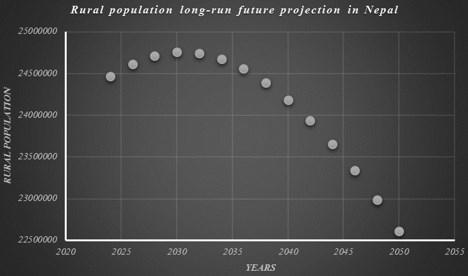 Rural population long-run future projection in Nepal
25000000
24500000
24000000
23500000
23000000
22500000
2020 2025 2030 2035 2040 2045 2050 2055
RURAL POPULATION
YEARS